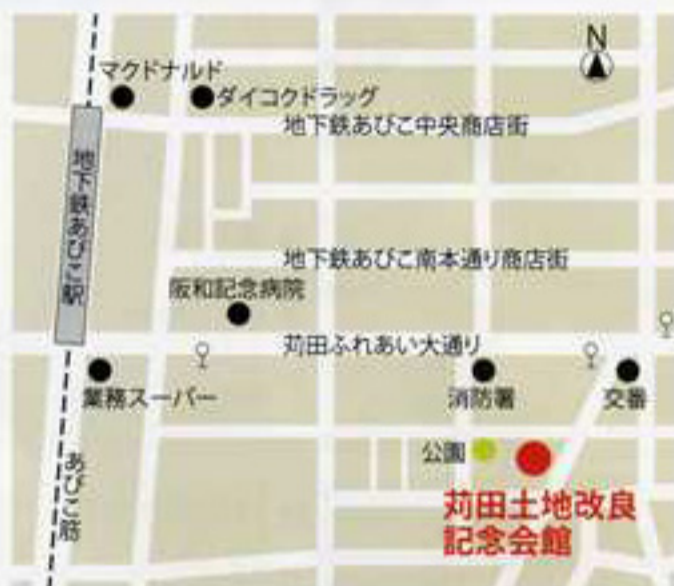 N
マクドナルド
ダイコクドラッグ
地下鉄あびこ中央商店街
地下鉄あびこ駅
地下鉄あびこ南本通り商店街
阪和記念病院
苅田ふれあい大通り
業務スーパー
消防署
交番
公園
あびこ筋
苅田土地改良
記念会館